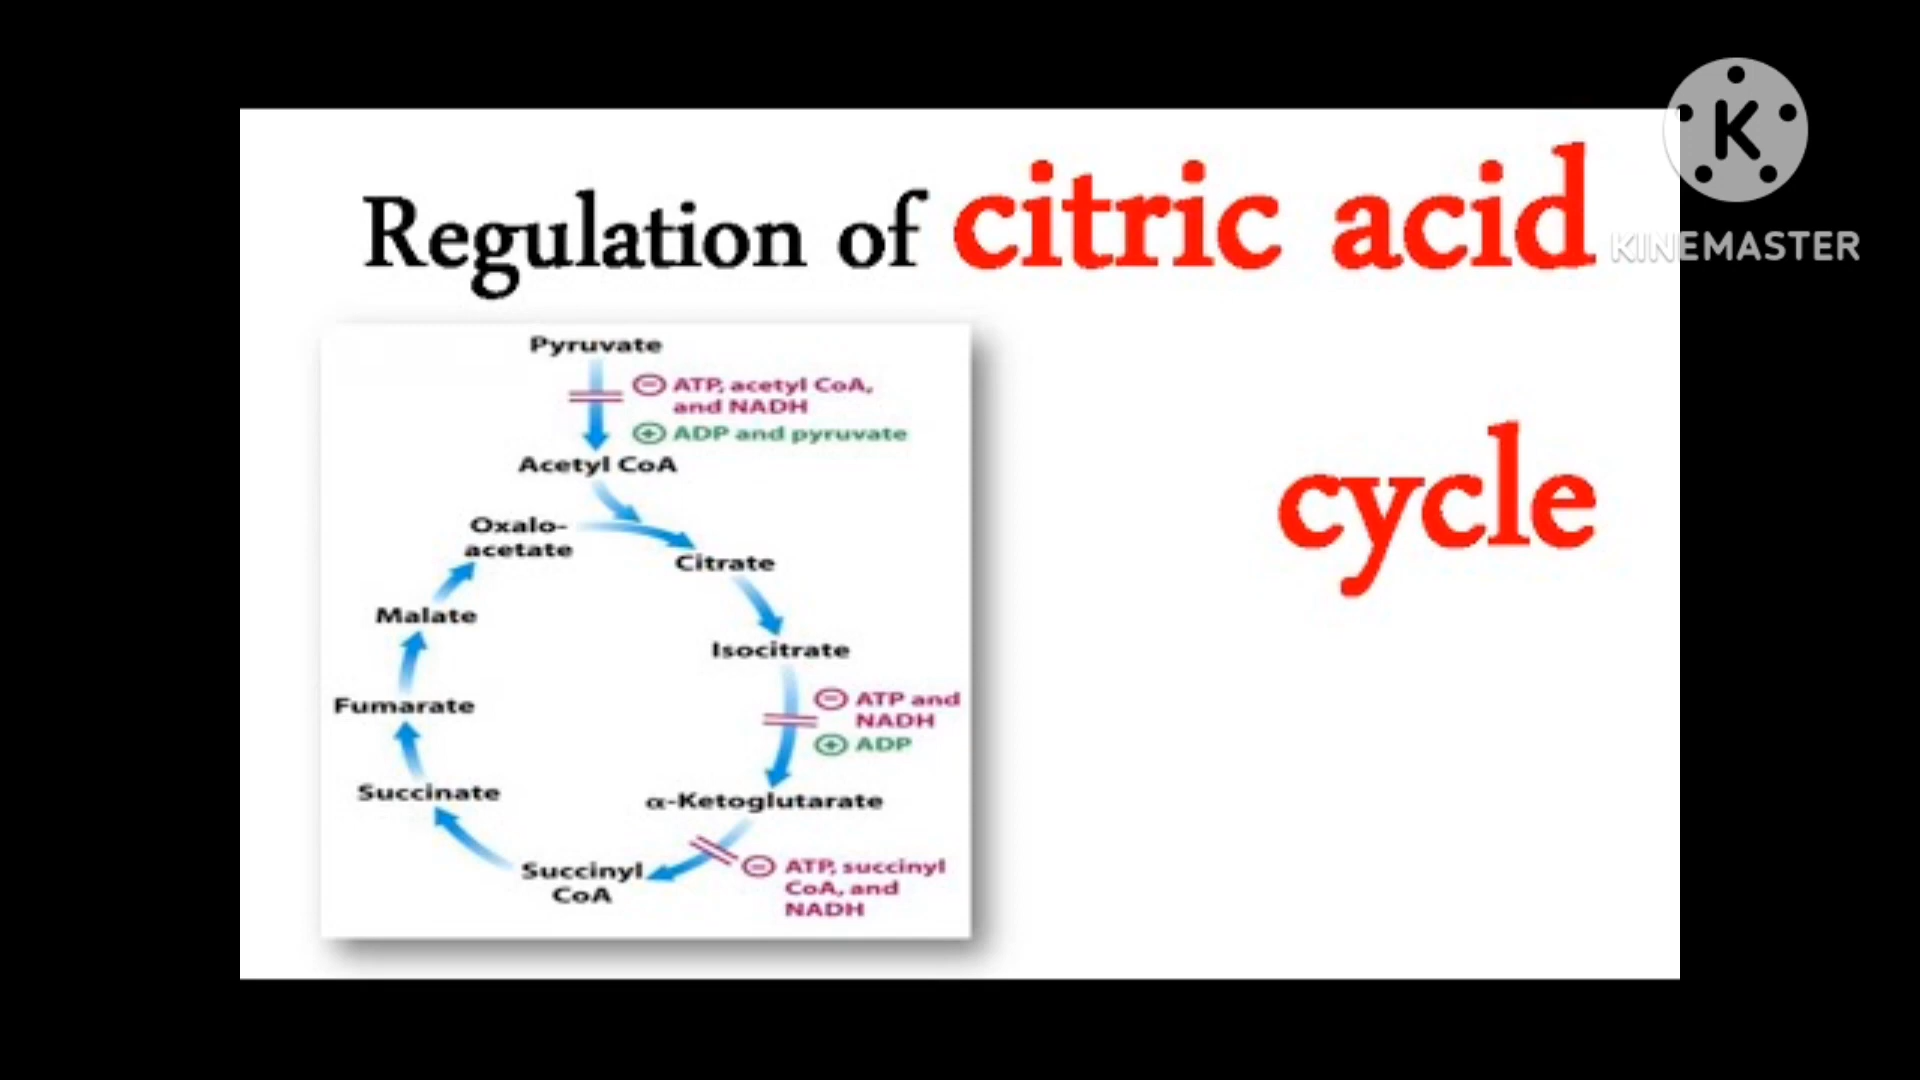 K
KINEMASTER
Regulation of citric acid
cycle
Pyruvate
⊖ ATP, acetyl CoA,
and NADH
⊕ ADP and pyruvate
Acetyl CoA
Oxalo-
acetate
Citrate
Malate
Isocitrate
⊖ ATP and
NADH
⊕ ADP
Fumarate
Succinate
α-Ketoglutarate
Succinyl
CoA
⊖ ATP, succinyl
CoA, and
NADH